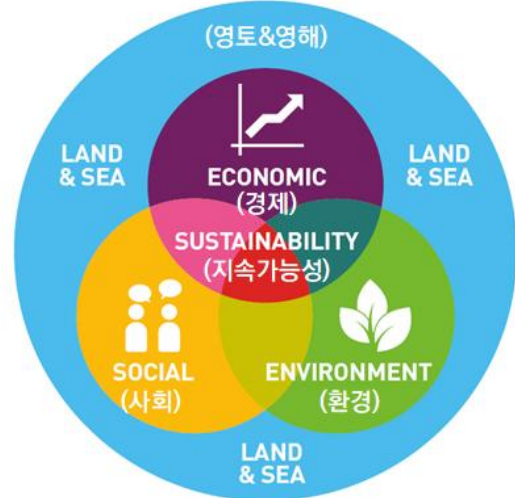 (영토&영해)
LAND
& SEA
LAND
& SEA
ECONOMIC
(경제)
SUSTAINABILITY
(지속가능성)
SOCIAL
(사회)
ENVIRONMENT
(환경)
LAND
& SEA